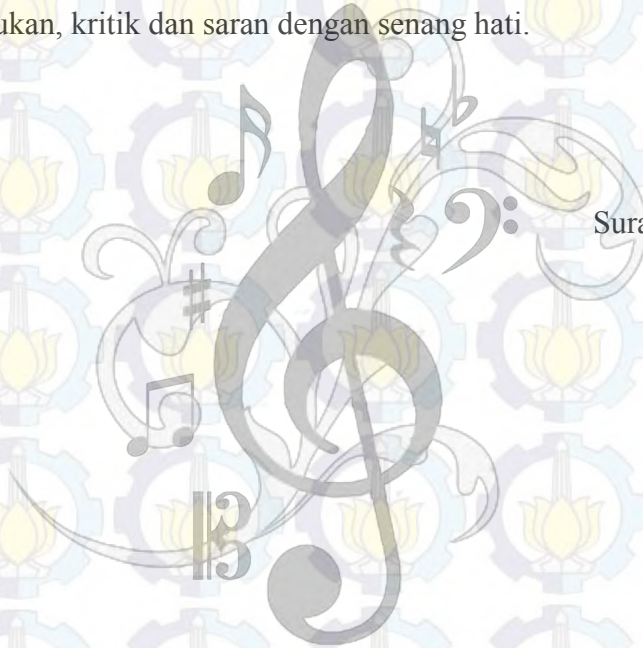 ukan, kritik dan saran dengan senang hati.
Sura